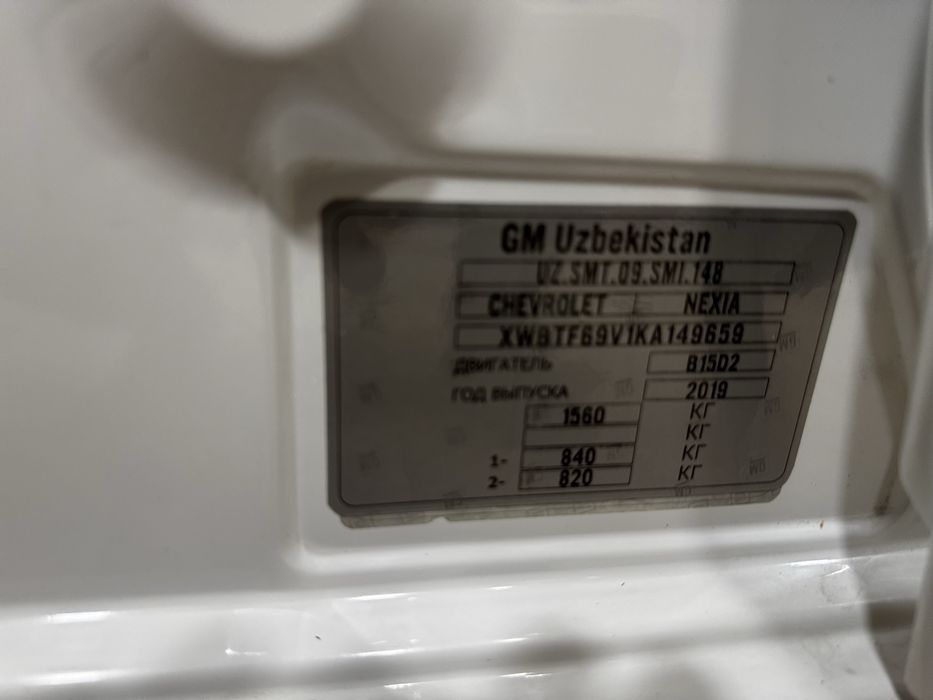 GM Uzbekistan
UZ.SMT.09.SMI.148
CHEVROLET NEXIA
XWBTF69V1KA149659
ДВИГАТЕЛЬ B15D2
ГОД ВЫПУСКА 2019
1560 КГ
КГ
1- 840 КГ
2- 820 КГ